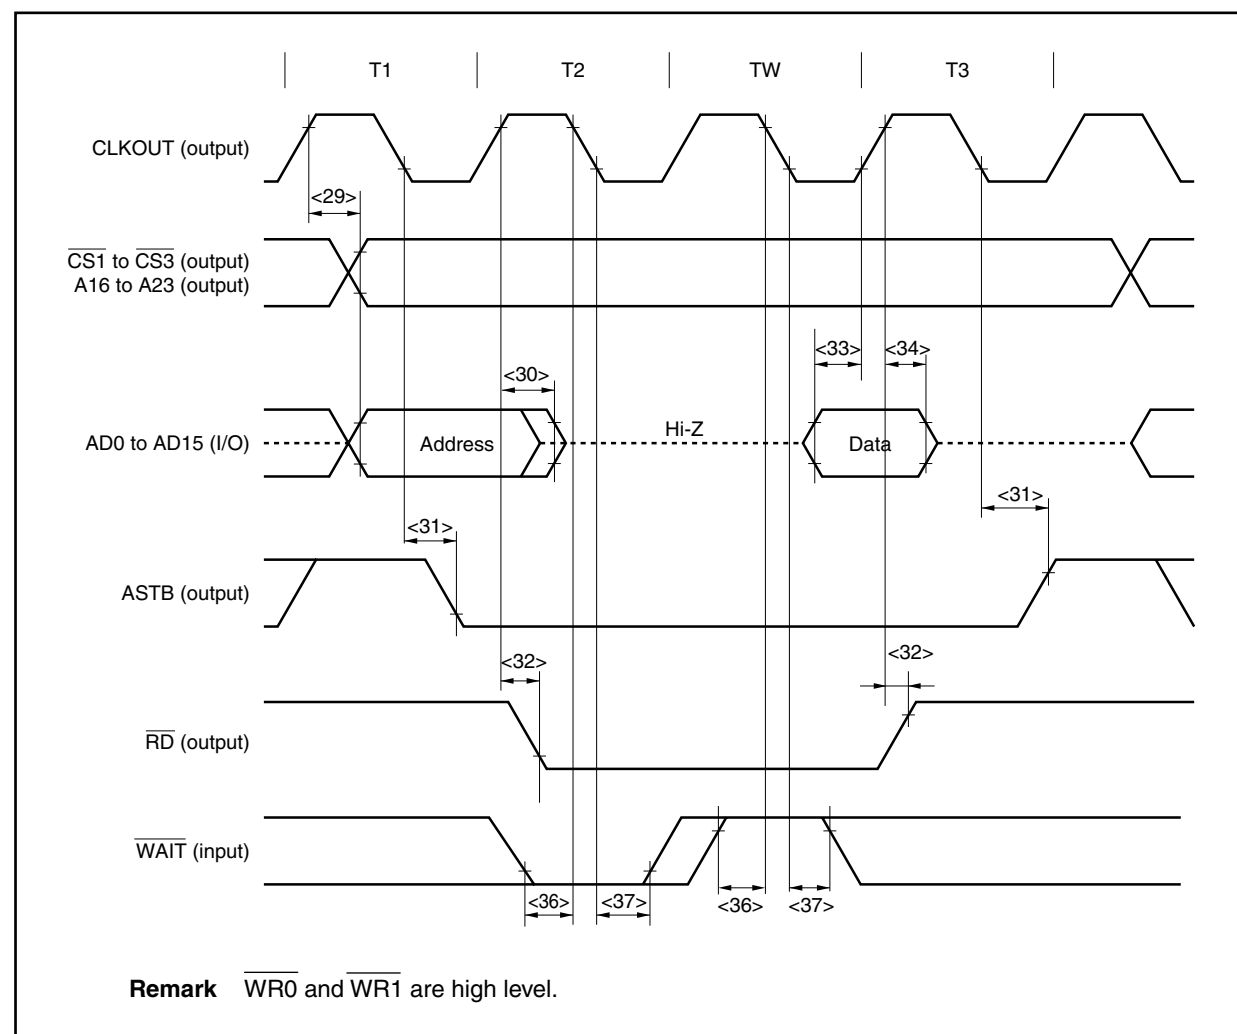 T1 T2 TW T3
CLKOUT (output)
<29>
CS1 to CS3 (output)
A16 to A23 (output)
<33> <34>
<30>
AD0 to AD15 (I/O) Address Hi-Z Data
<31> <31>
ASTB (output)
<32> <32>
RD (output)
WAIT (input)
<36> <37> <36> <37>
Remark WR0 and WR1 are high level.